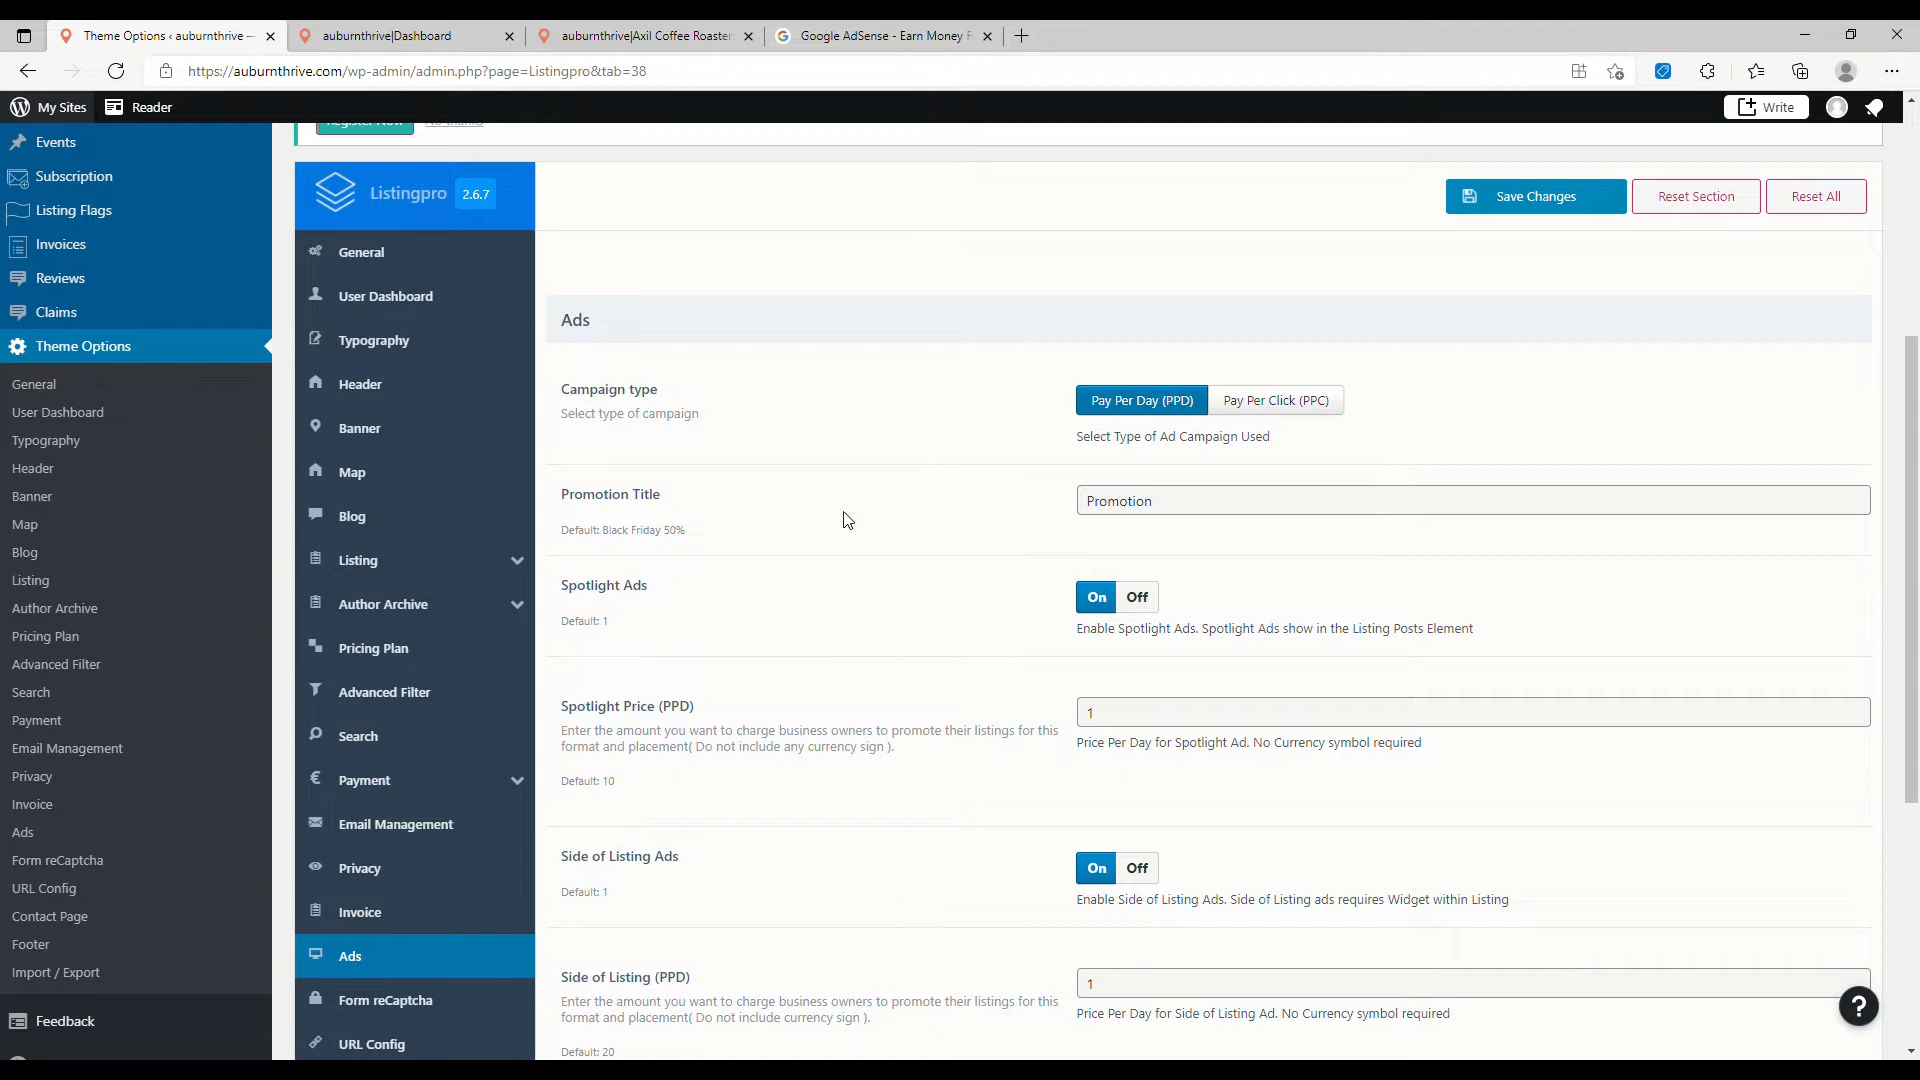 Theme Options ‹ auburnthrive —
auburnthrive|Dashboard
auburnthrive|Axil Coffee Roaster
Google AdSense - Earn Money F
https://auburnthrive.com/wp-admin/admin.php?page=Listingpro&tab=38
My Sites
Reader
Write
Register Now
No thanks
Events
Subscription
Listing Flags
Invoices
Reviews
Claims
Theme Options
General
User Dashboard
Typography
Header
Banner
Map
Blog
Listing
Author Archive
Pricing Plan
Advanced Filter
Search
Payment
Email Management
Privacy
Invoice
Ads
Form reCaptcha
URL Config
Contact Page
Footer
Import / Export
Feedback
Listingpro 2.6.7
General
User Dashboard
Typography
Header
Banner
Map
Blog
Listing
Author Archive
Pricing Plan
Advanced Filter
Search
Payment
Email Management
Privacy
Invoice
Ads
Form reCaptcha
URL Config
Save Changes
Reset Section
Reset All
Ads
Campaign type
Select type of campaign
Pay Per Day (PPD)
Pay Per Click (PPC)
Select Type of Ad Campaign Used
Promotion Title
Default: Black Friday 50%
Promotion
Spotlight Ads
Default: 1
On Off
Enable Spotlight Ads. Spotlight Ads show in the Listing Posts Element
Spotlight Price (PPD)
Enter the amount you want to charge business owners to promote their listings for this
format and placement( Do not include any currency sign ).
Default: 10
1
Price Per Day for Spotlight Ad. No Currency symbol required
Side of Listing Ads
Default: 1
On Off
Enable Side of Listing Ads. Side of Listing ads requires Widget within Listing
Side of Listing (PPD)
Enter the amount you want to charge business owners to promote their listings for this
format and placement( Do not include currency sign ).
Default: 20
1
Price Per Day for Side of Listing Ad. No Currency symbol required
?